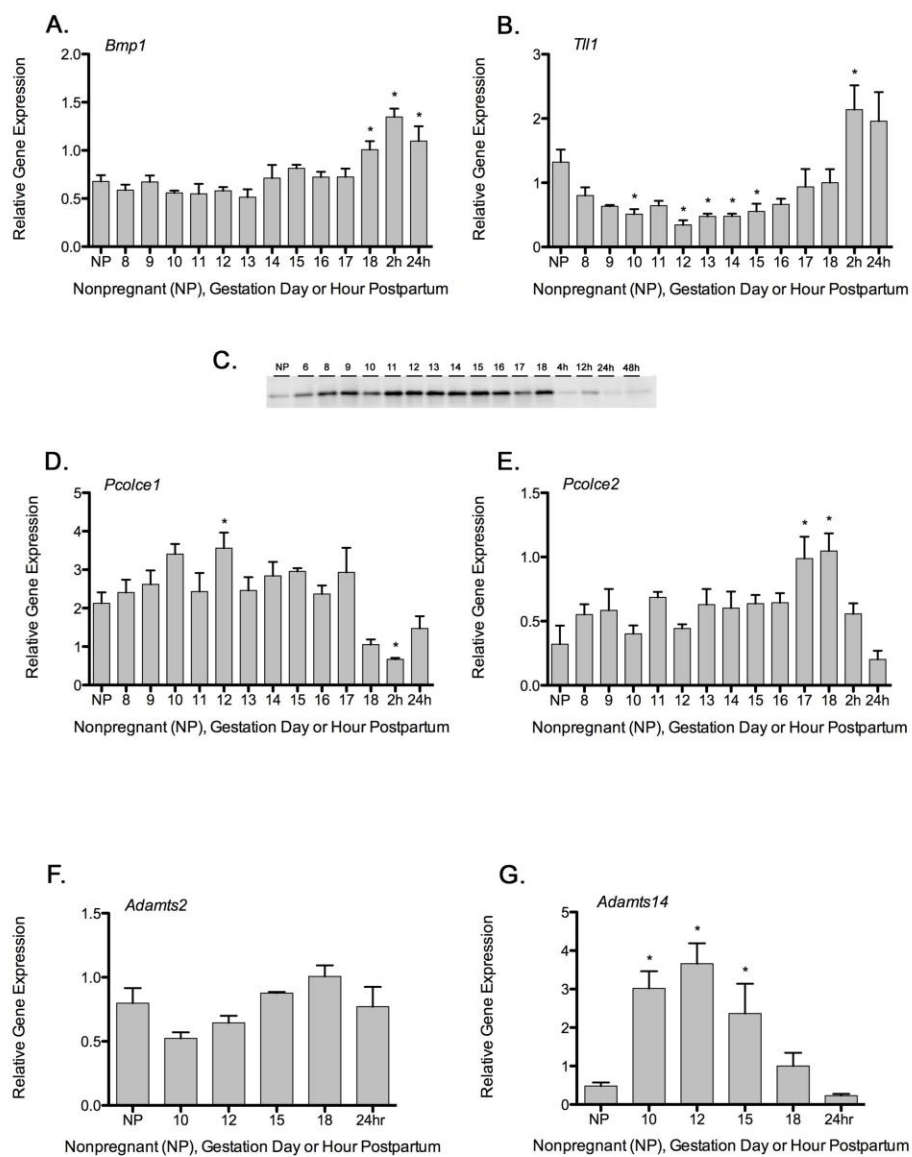 A.
Bmp1
Relative Gene Expression
2.0
1.5
1.0
0.5
0.0
* * *
NP 8 9 10 11 12 13 14 15 16 17 18 2h 24h
Nonpregnant (NP), Gestation Day or Hour Postpartum
B.
Tll1
Relative Gene Expression
3
2
1
0
* * * * * *
NP 8 9 10 11 12 13 14 15 16 17 18 2h 24h
Nonpregnant (NP), Gestation Day or Hour Postpartum
C.
NP 6 8 9 10 11 12 13 14 15 16 17 18 4h 12h 24h 48h
D.
Pcolce1
Relative Gene Expression
5
4
3
2
1
0
* *
NP 8 9 10 11 12 13 14 15 16 17 18 2h 24h
Nonpregnant (NP), Gestation Day or Hour Postpartum
E.
Pcolce2
Relative Gene Expression
1.5
1.0
0.5
0.0
* *
NP 8 9 10 11 12 13 14 15 16 17 18 2h 24h
Nonpregnant (NP), Gestation Day or Hour Postpartum
F.
Adamts2
Relative Gene Expression
1.5
1.0
0.5
0.0
NP 10 12 15 18 24hr
Nonpregnant (NP), Gestation Day or Hour Postpartum
G.
Adamts14
Relative Gene Expression
5
4
3
2
1
0
* * *
NP 10 12 15 18 24h
Nonpregnant (NP), Gestation Day or Hour Postpartum